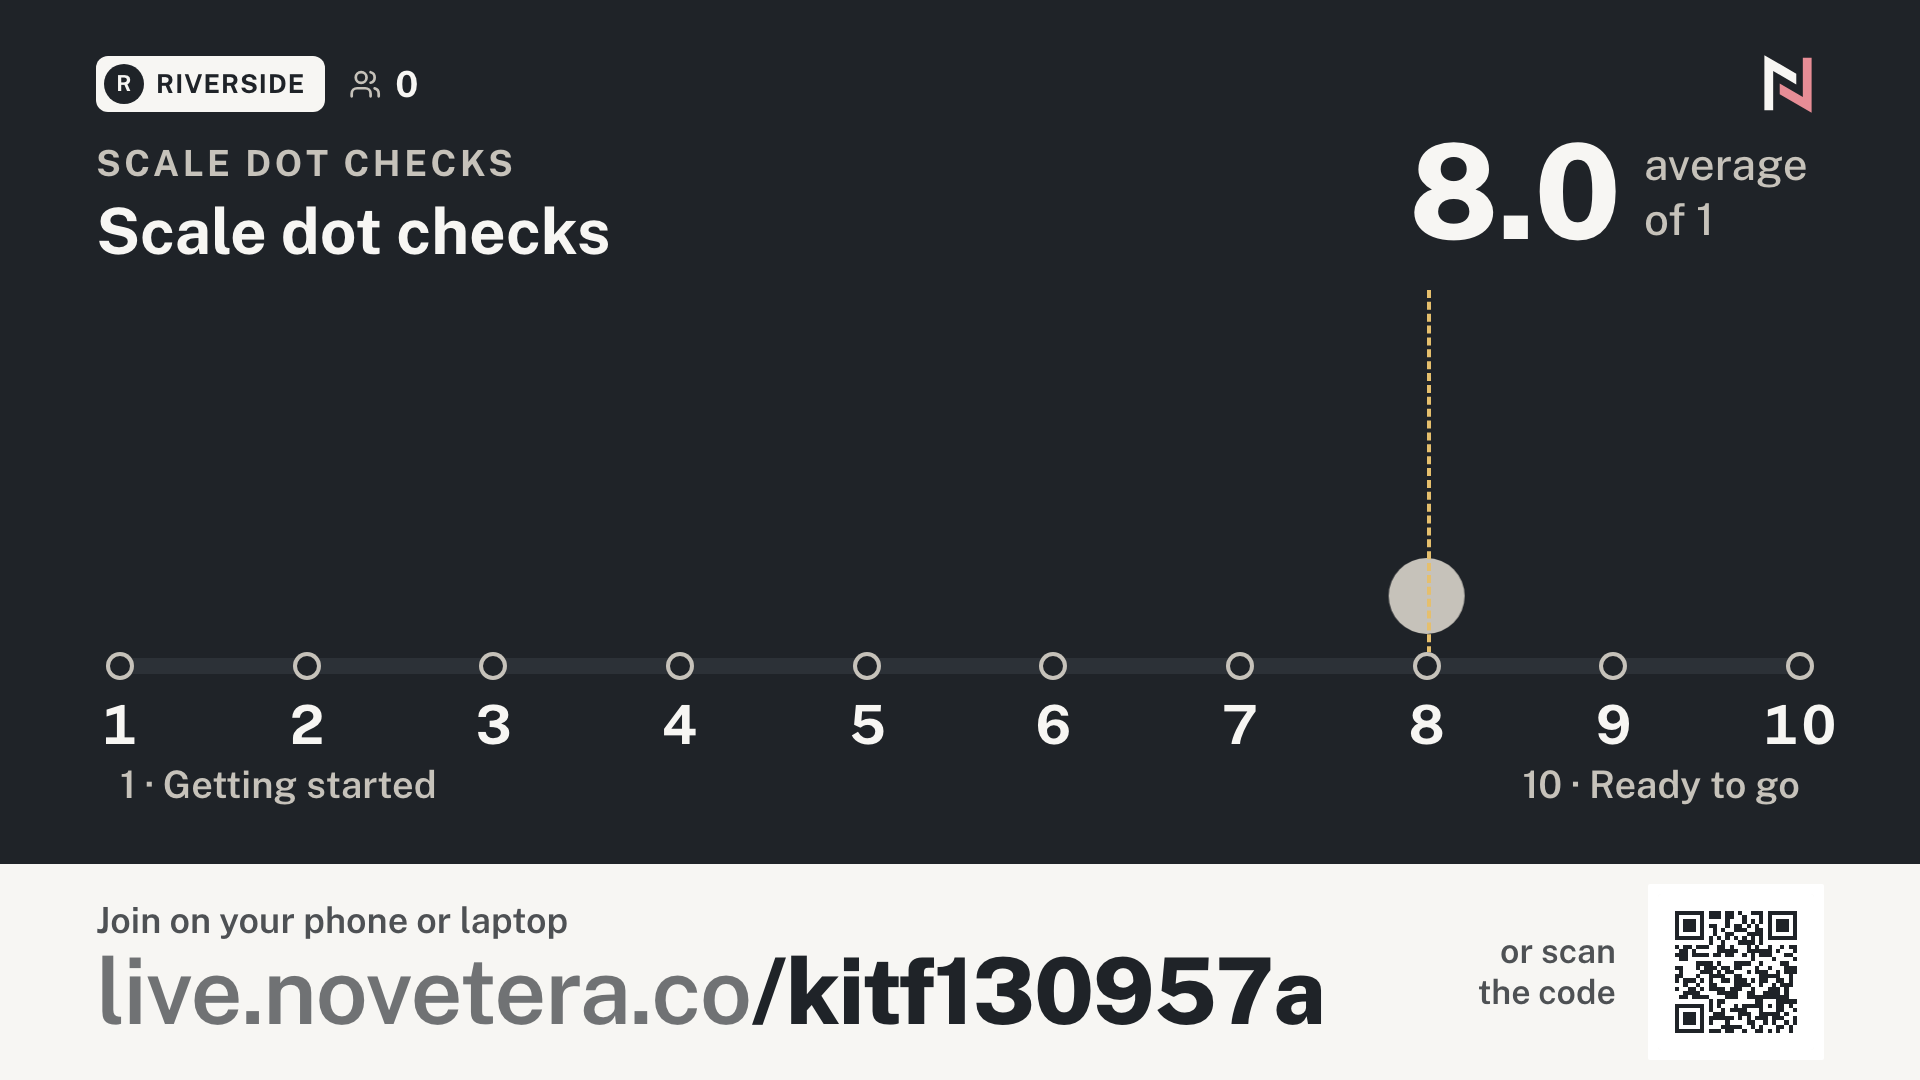 R RIVERSIDE 0
SCALE DOT CHECKS
Scale dot checks
8.0 average
of 1
1 2 3 4 5 6 7 8 9 10
1 · Getting started 10 · Ready to go
Join on your phone or laptop
live.novetera.co/kitf130957a
or scan
the code